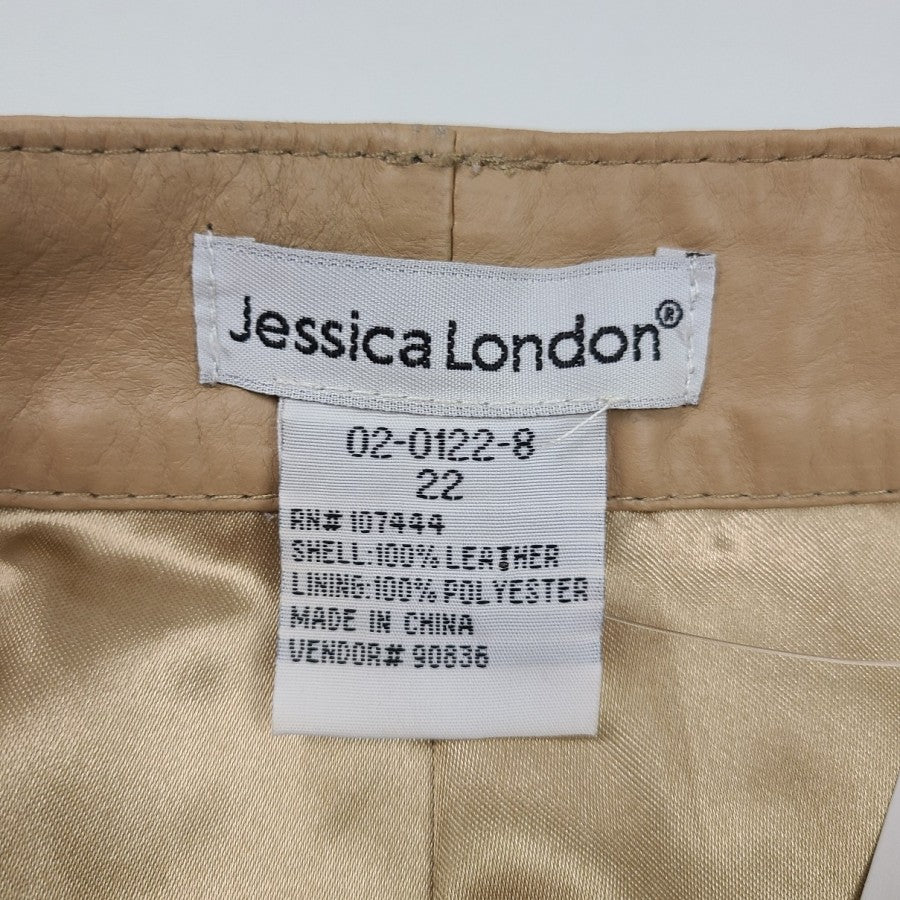 Jessica London®
02-0122-8
22
RN# 107444
SHELL:100% LEATHER
LINING:100% POLYESTER
MADE IN CHINA
VENDOR# 90836